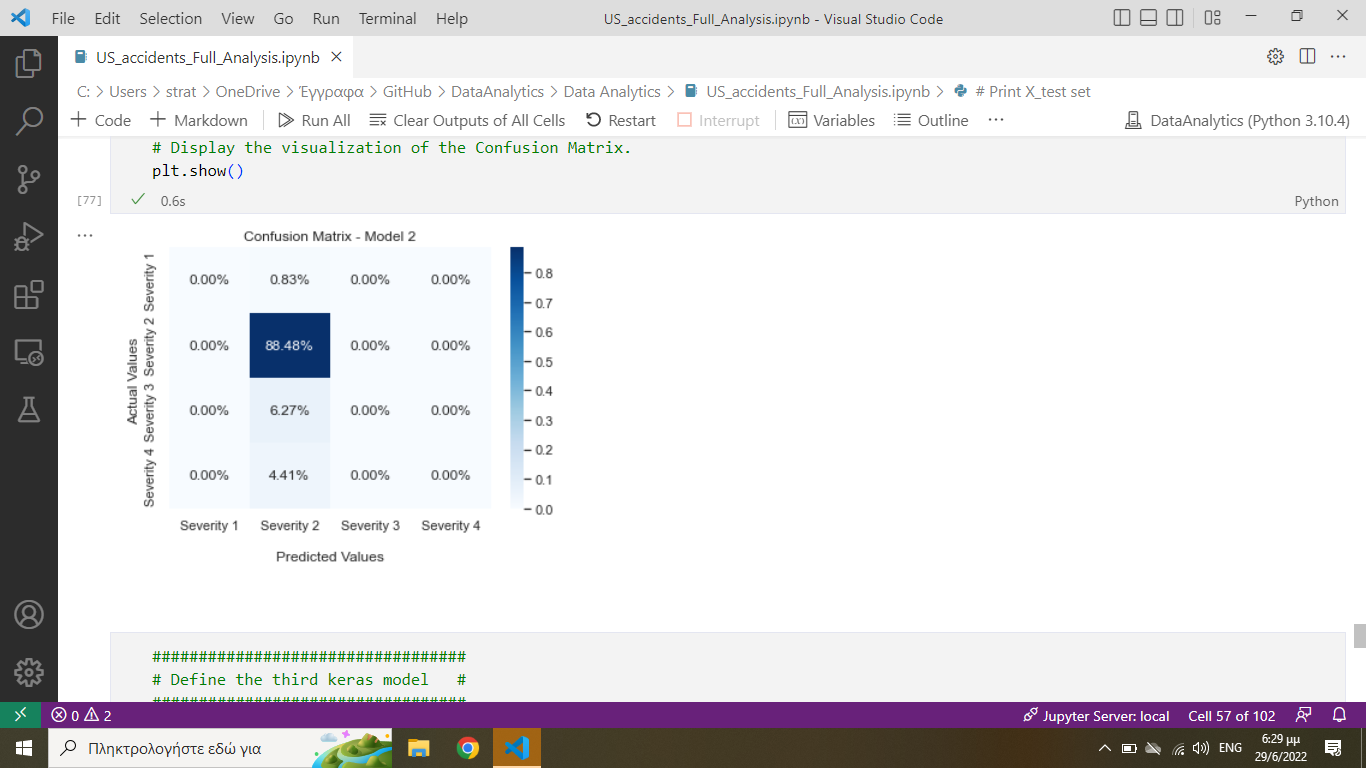 File Edit Selection View Go Run Terminal Help US_accidents_Full_Analysis.ipynb - Visual Studio Code
US_accidents_Full_Analysis.ipynb
C: > Users > strat > OneDrive > Έγγραφα > GitHub > DataAnalytics > Data Analytics > US_accidents_Full_Analysis.ipynb > # Print X_test set
+ Code + Markdown Run All Clear Outputs of All Cells Restart Interrupt Variables Outline ... DataAnalytics (Python 3.10.4)
# Display the visualization of the Confusion Matrix.
plt.show()
[77] 0.6s Python
Confusion Matrix - Model 2
Actual Values
Severity 1 0.00% 0.83% 0.00% 0.00%
Severity 2 0.00% 88.48% 0.00% 0.00%
Severity 3 0.00% 6.27% 0.00% 0.00%
Severity 4 0.00% 4.41% 0.00% 0.00%
Severity 1 Severity 2 Severity 3 Severity 4
Predicted Values
0.8
0.7
0.6
0.5
0.4
0.3
0.2
0.1
0.0
##################################
# Define the third keras model #
##################################
0 2 Jupyter Server: local Cell 57 of 102
Πληκτρολογήστε εδώ για ENG 6:29 μμ
29/6/2022